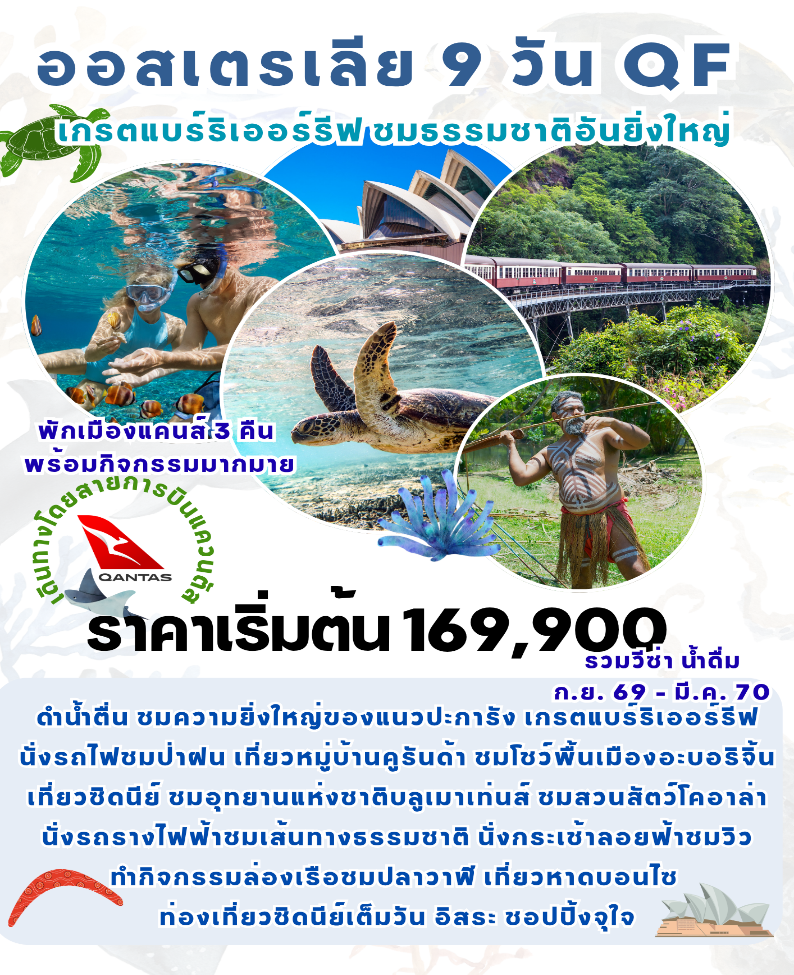 ออสเตรเลีย 9 วัน QF
เกรตแบร์ริเออร์รีฟ ชมธรรมชาติอันยิ่งใหญ่
พักเมืองแคนส์ 3 คืน
พร้อมกิจกรรมมากมาย
เดินทางโดยสายการบินแควนตัส
QANTAS
ราคาเริ่มต้น 169,900
รวมวีซ่า น้ำดื่ม
ก.ย. 69 - มี.ค. 70
ดำน้ำตื่น ชมความยิ่งใหญ่ของแนวปะการัง เกรตแบร์ริเออร์รีฟ
นั่งรถไฟชมป่าฝน เที่ยวหมู่บ้านคูรันด้า ชมโชว์พื้นเมืองอะบอริจิ้น
เที่ยวซิดนีย์ ชมอุทยานแห่งชาติบลูเมาเท่นส์ ชมสวนสัตว์โคอาล่า
นั่งรถรางไฟฟ้าชมเส้นทางธรรมชาติ นั่งกระเช้าลอยฟ้าชมวิว
ทำกิจกรรมล่องเรือชมปลาวาฬ เที่ยวหาดบอนไซ
ท่องเที่ยวซิดนีย์เต็มวัน อิสระ ชอปปิ้งจุใจ